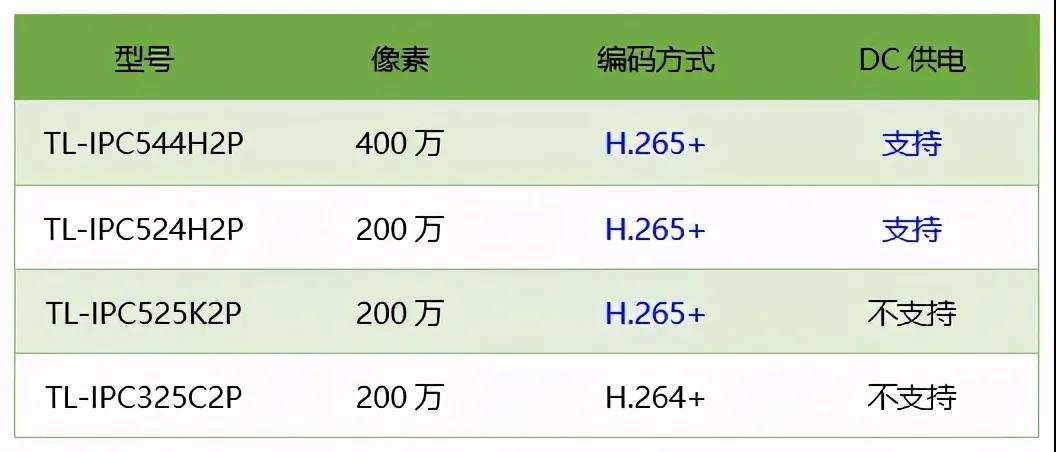 型号 像素 编码方式 DC 供电
TL-IPC544H2P 400 万 H.265+ 支持
TL-IPC524H2P 200 万 H.265+ 支持
TL-IPC525K2P 200 万 H.265+ 不支持
TL-IPC325C2P 200 万 H.264+ 不支持